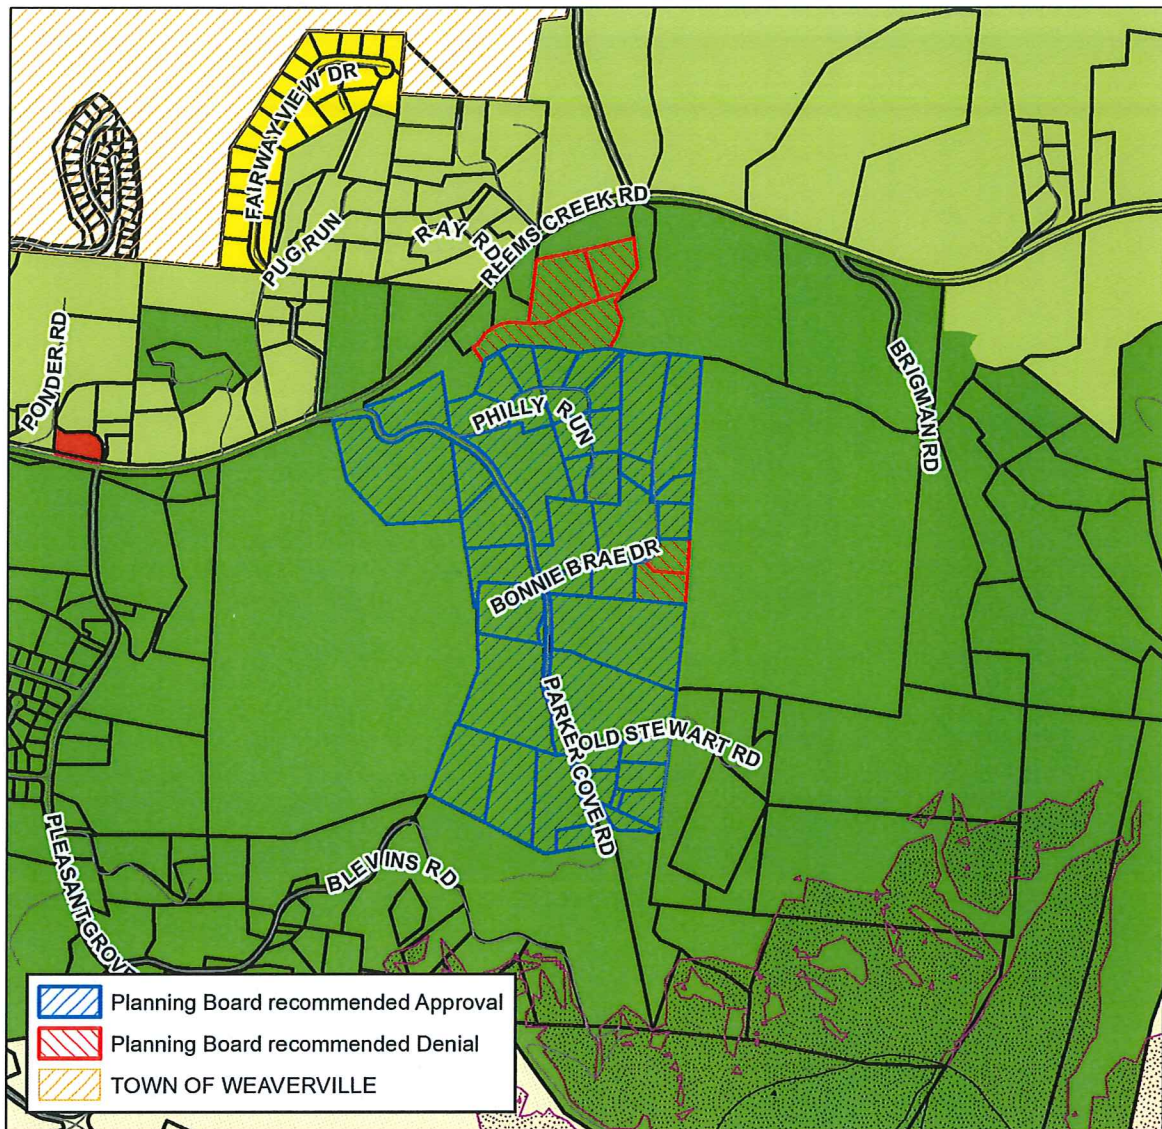 FAIRWAY VIEW DR
PUG RUN
RAY RD
REEMS CREEK RD
PONDER RD
BRIGMAN RD
PHILLY RUN
BONNIE BRAE DR
PARKER COVE RD
OLD STEWART RD
BLEVINS RD
PLEASANT GROVE
Planning Board recommended Approval
Planning Board recommended Denial
TOWN OF WEAVERVILLE